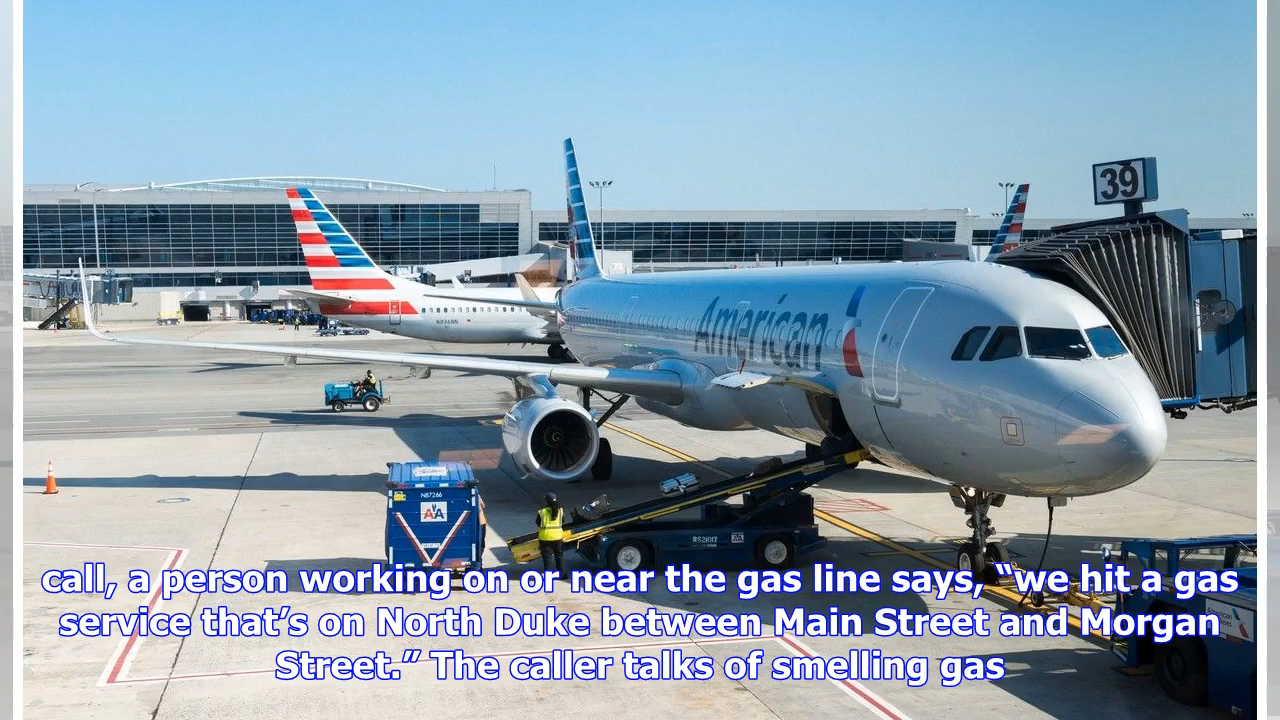 39
American
N936NN
N87266
AA
call, a person working on or near the gas line says, “we hit a gas
service that’s on North Duke between Main Street and Morgan
Street.” The caller talks of smelling gas